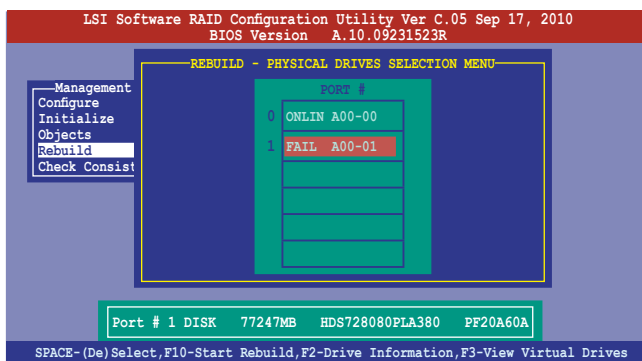 LSI Software RAID Configuration Utility Ver C.05 Sep 17, 2010
BIOS Version A.10.09231523R
REBUILD - PHYSICAL DRIVES SELECTION MENU
Management
Configure
Initialize
Objects
Rebuild
Check Consist
PORT #
0 ONLIN A00-00
1 FAIL A00-01
Port # 1 DISK 77247MB HDS728080PLA380 PF20A60A
SPACE-(De)Select,F10-Start Rebuild,F2-Drive Information,F3-View Virtual Drives